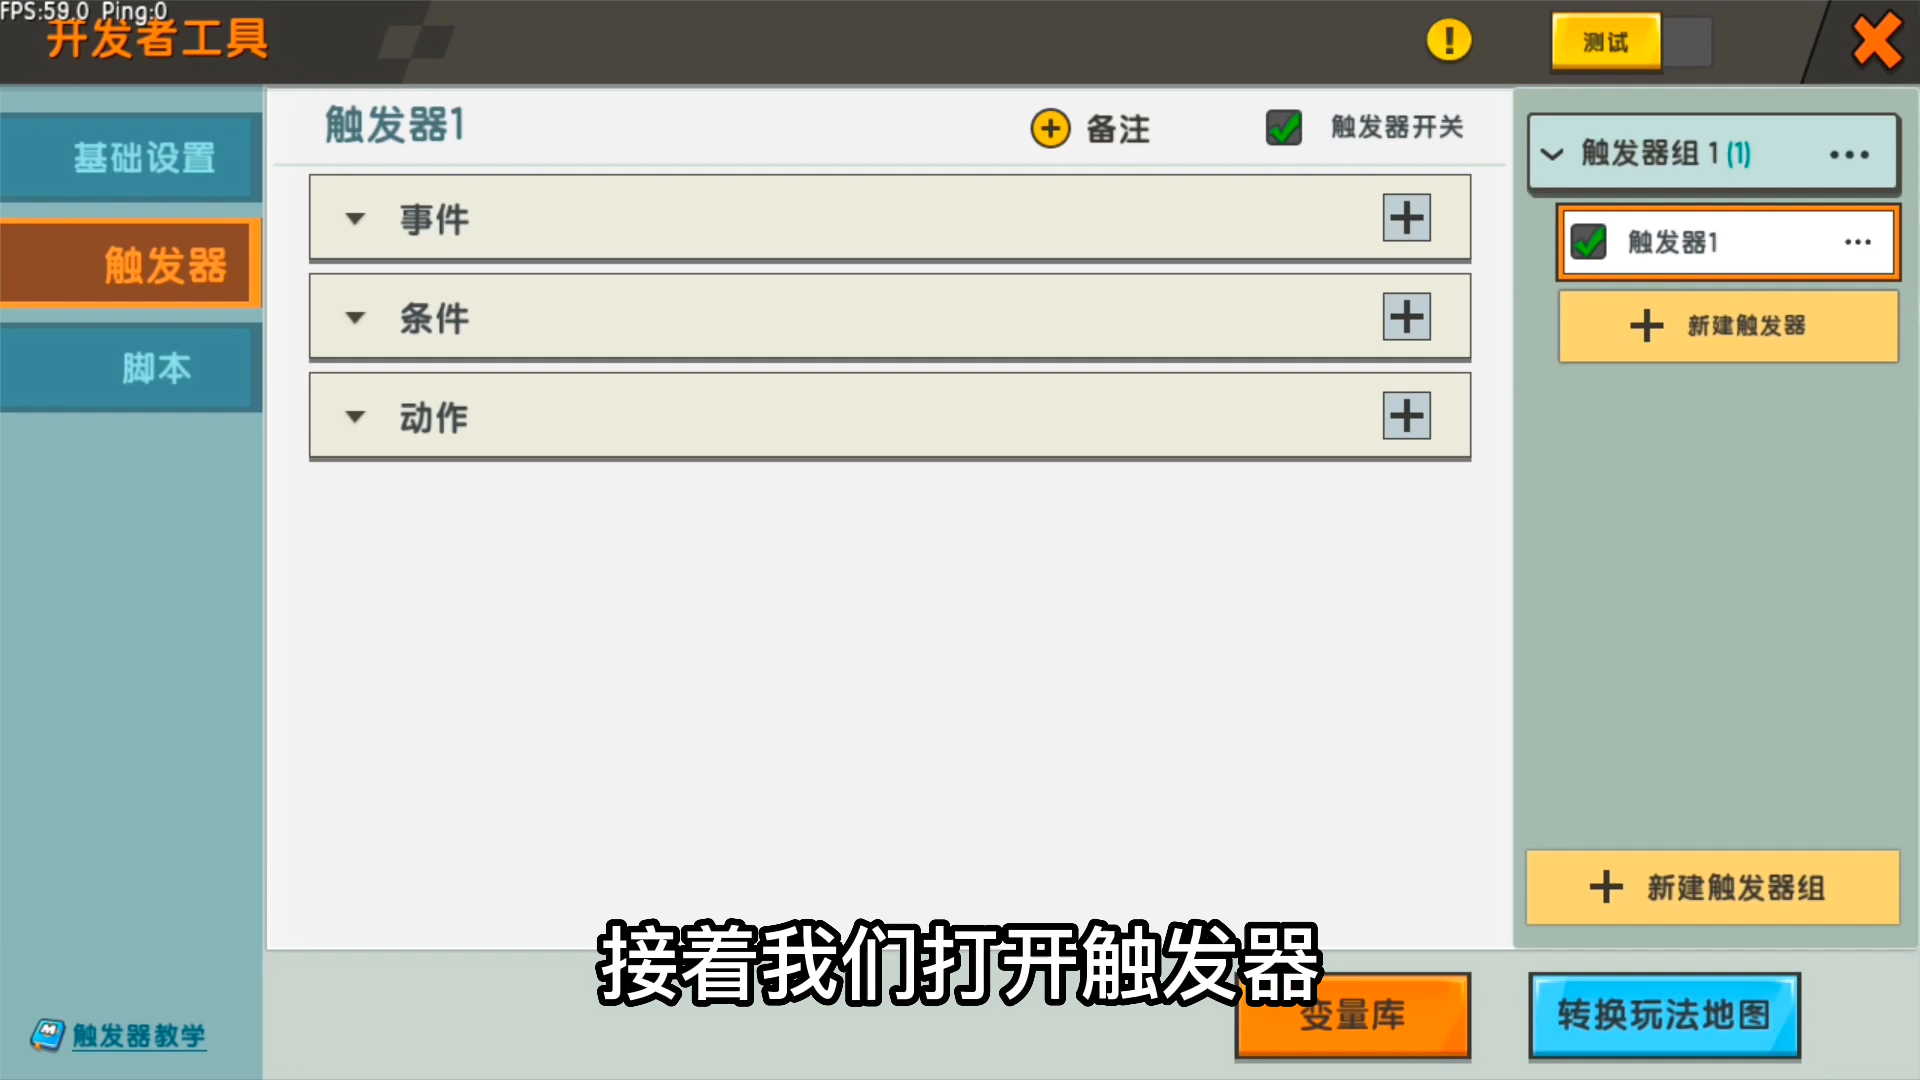 FPS:59.0 Ping:0
开发者工具
测试
基础设置
触发器
脚本
触发器1
备注
触发器开关
事件
条件
动作
触发器组 1 (1)
触发器1
新建触发器
新建触发器组
接着我们打开触发器
变量库
转换玩法地图
触发器教学